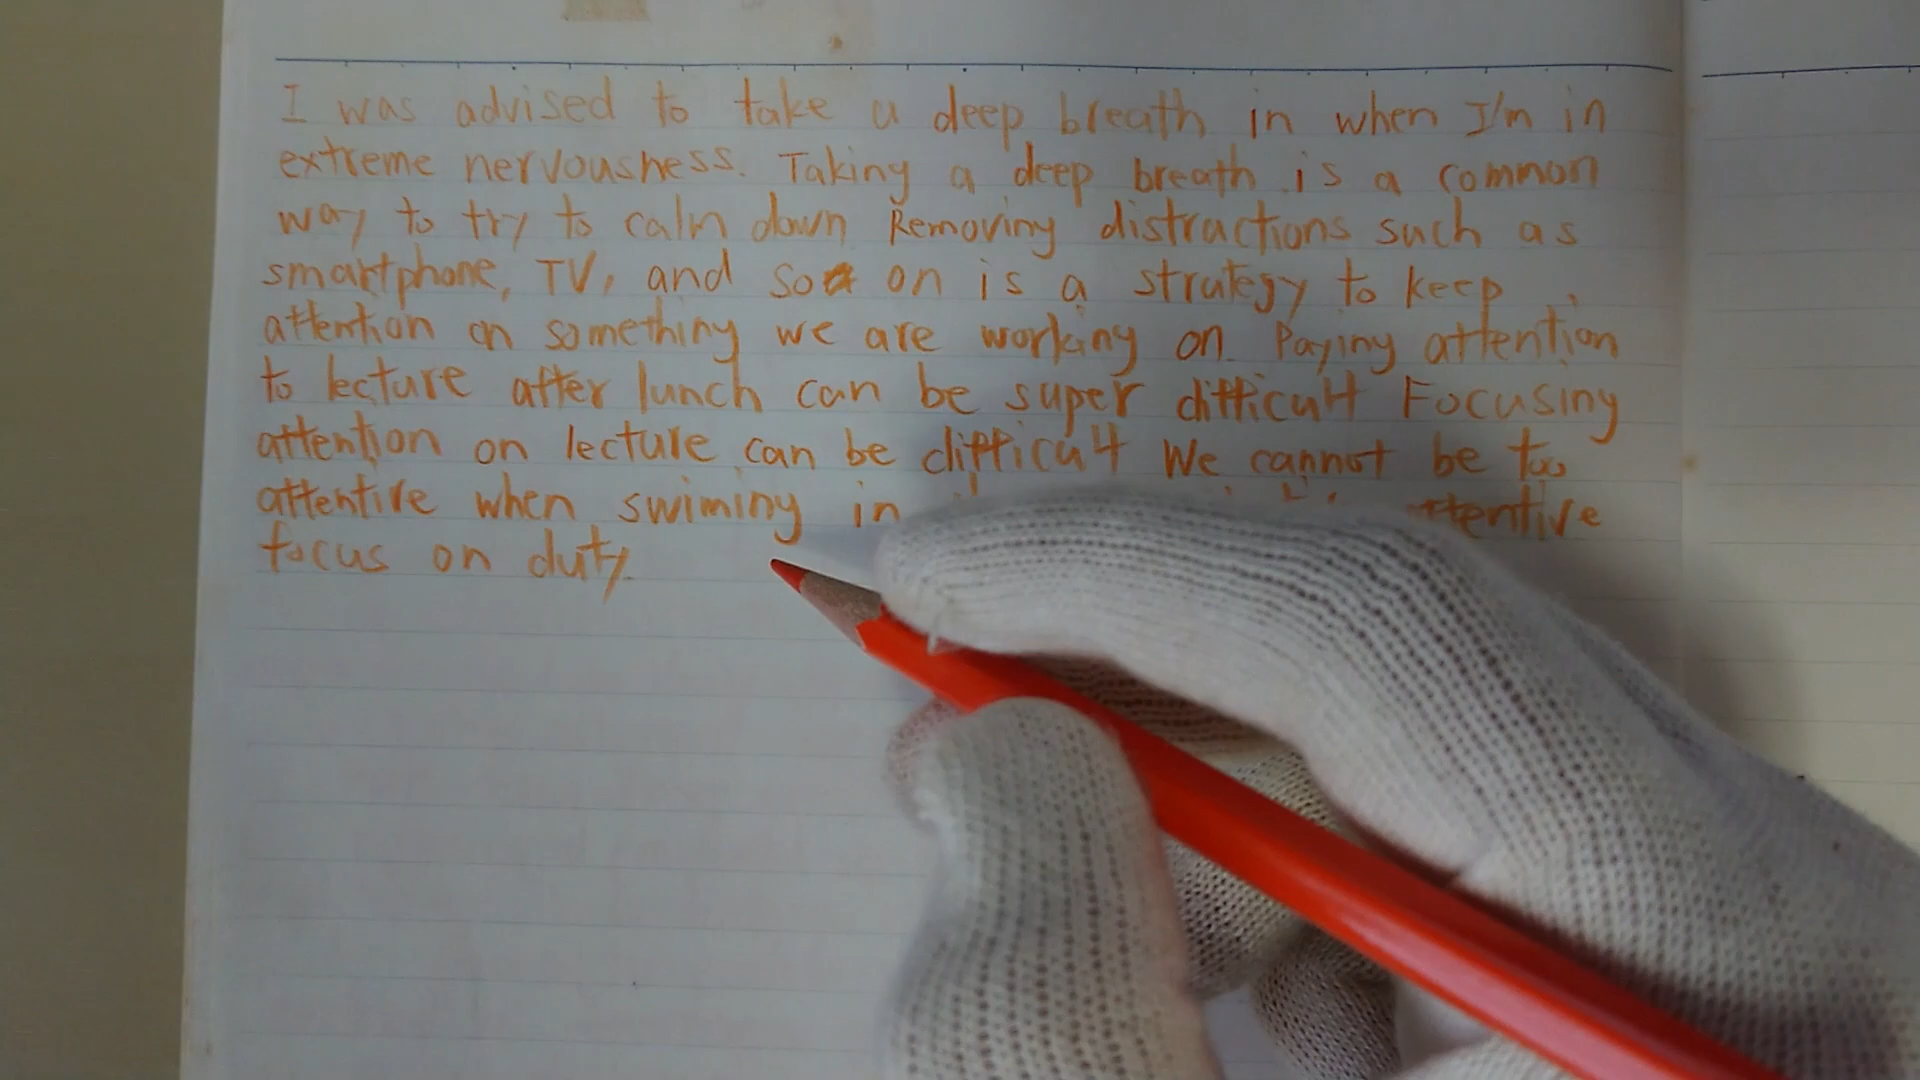 I was advised to take a deep breath in when I'm in
extreme nervousness. Taking a deep breath is a common
way to try to calm down Removing distractions such as
smartphone, TV, and so on is a strategy to keep
attention on something we are working on. Paying attention
to lecture after lunch can be super difficult Focusing
attention on lecture can be difficult We cannot be too
attentive when swiming in
focus on duty.